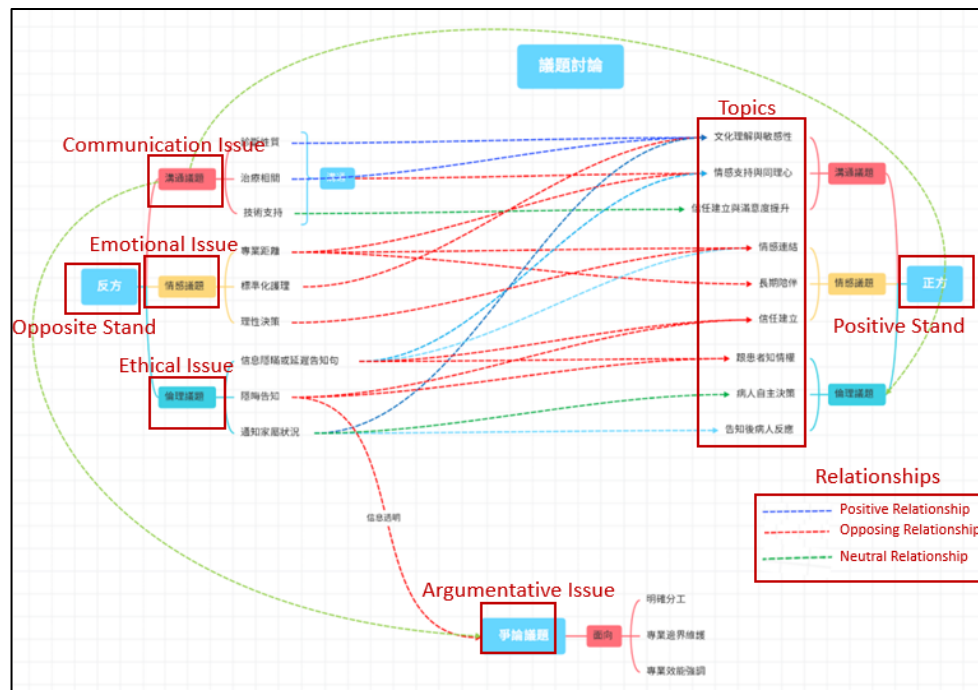 議題討論
Topics
Communication Issue
溝通議題
治療相關
技術支持
Emotional Issue
反方
情感議題
專業距離
標準化護理
理性決策
Opposite Stand
Ethical Issue
倫理議題
信息隱瞞或延遲告知句
隱晦告知
通知家屬狀況
文化理解與敏感性
情感支持與同理心
信任建立與滿意度提升
溝通議題
情感連結
長期陪伴
信任建立
情感議題
正方
Positive Stand
跟患者知情權
病人自主決策
告知後病人反應
倫理議題
Relationships
Positive Relationship
Opposing Relationship
Neutral Relationship
信息透明
Argumentative Issue
爭論議題
面向
明確分工
專業邊界維護
專業效能強調